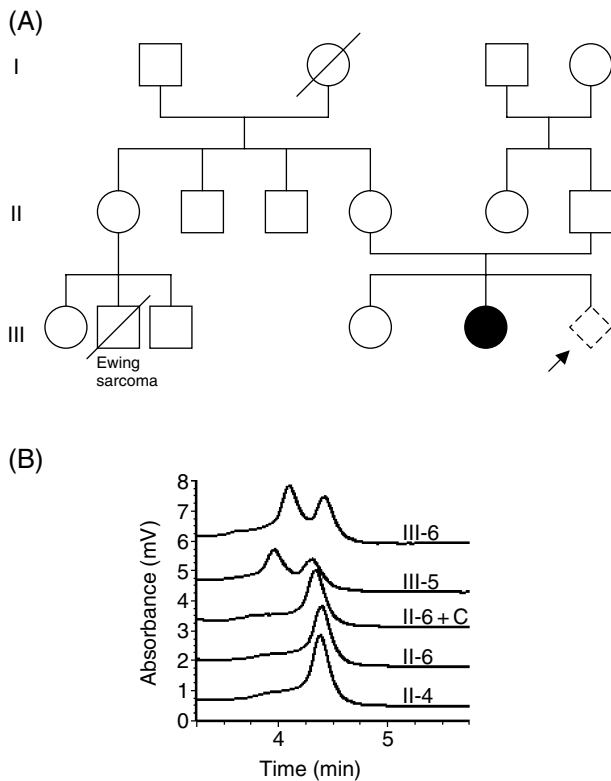 (A)
I
II
III
Ewing
sarcoma
(B)
Absorbance (mV)
8
7
6
5
4
3
2
1
0
III-6
III-5
II-6 + C
II-6
II-4
4
5
Time (min)